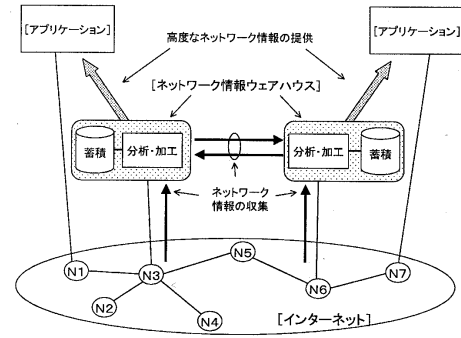 [アプリケーション]
[アプリケーション]
高度なネットワーク情報の提供
[ネットワーク情報ウェアハウス]
蓄積
分析・加工
分析・加工
蓄積
ネットワーク
情報の収集
N1
N3
N5
N6
N7
N2
N4
[インターネット]